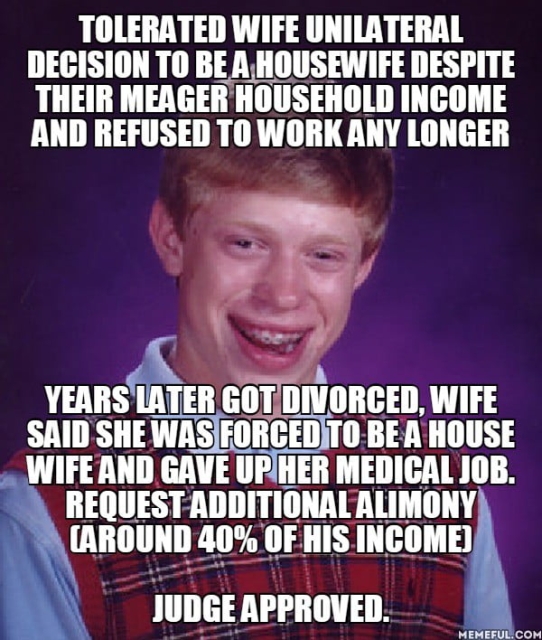 TOLERATED WIFE UNILATERAL
DECISION TO BE A HOUSEWIFE DESPITE
THEIR MEAGER HOUSEHOLD INCOME
AND REFUSED TO WORK ANY LONGER
YEARS LATER GOT DIVORCED, WIFE
SAID SHE WAS FORCED TO BE A HOUSE
WIFE AND GAVE UP HER MEDICAL JOB.
REQUEST ADDITIONAL ALIMONY
(AROUND 40% OF HIS INCOME)
JUDGE APPROVED.
MEMEFUL.COM